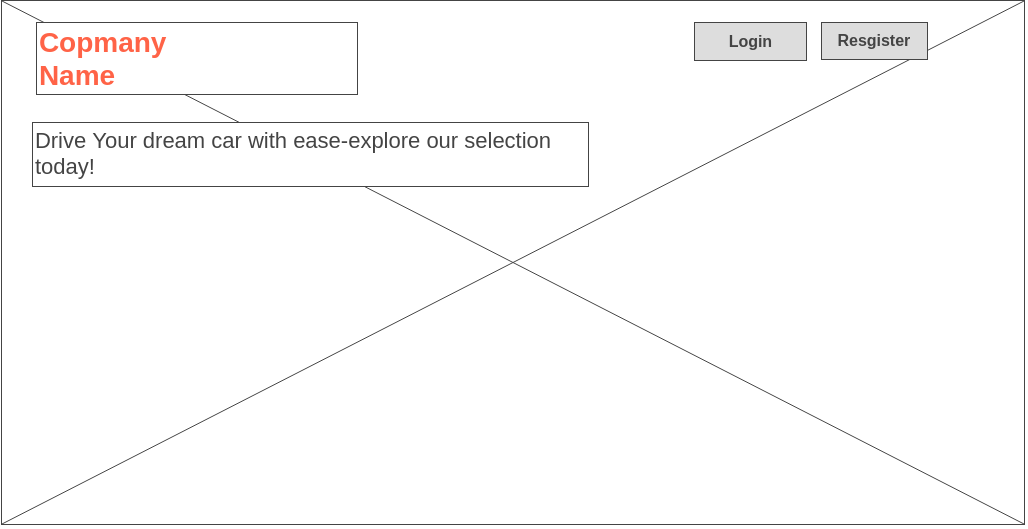 Copmany
Name
Login
Resgister
Drive Your dream car with ease-explore our selection
today!